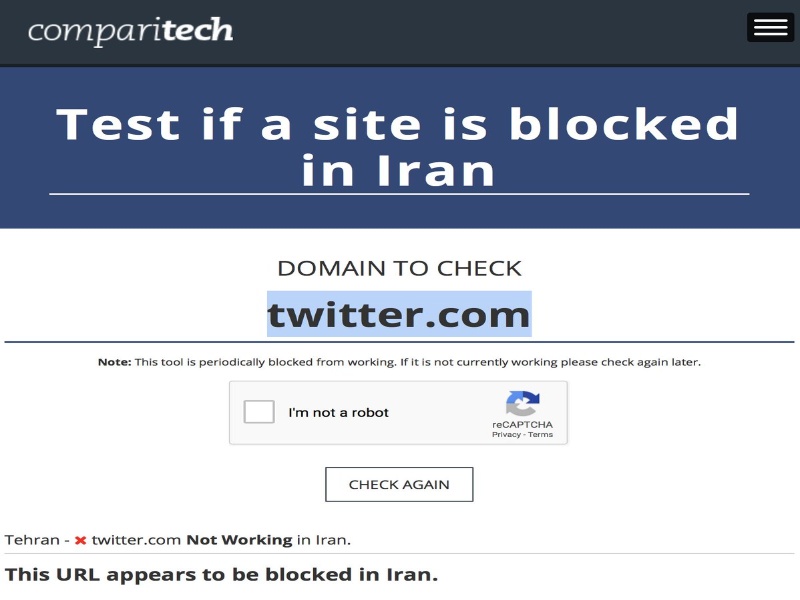 comparitech
Test if a site is blocked
in Iran
DOMAIN TO CHECK
twitter.com
Note: This tool is periodically blocked from working. If it is not currently working please check again later.
I'm not a robot
reCAPTCHA
Privacy - Terms
CHECK AGAIN
Tehran - ✖ twitter.com Not Working in Iran.
This URL appears to be blocked in Iran.